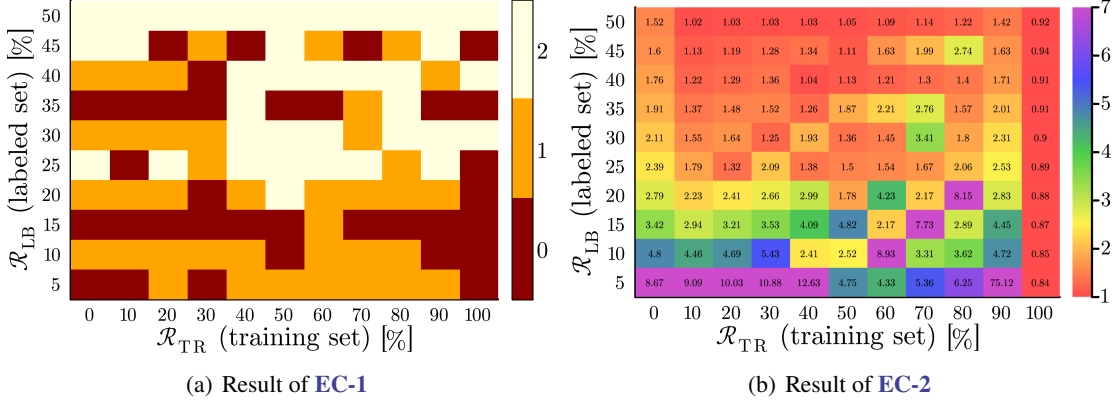 50
45
40
35
30
25
20
15
10
5
R_LB (labeled set) [%]
0 10 20 30 40 50 60 70 80 90 100
R_TR (training set) [%]
2
1
0
(a) Result of EC-1
50 1.52 1.02 1.03 1.03 1.03 1.05 1.09 1.14 1.22 1.42 0.92
45 1.6 1.13 1.19 1.28 1.34 1.11 1.63 1.99 2.74 1.63 0.94
40 1.76 1.22 1.29 1.36 1.04 1.13 1.21 1.3 1.4 1.71 0.91
35 1.91 1.37 1.48 1.52 1.26 1.87 2.21 2.76 1.57 2.01 0.91
30 2.11 1.55 1.64 1.25 1.93 1.36 1.45 3.41 1.8 2.31 0.9
25 2.39 1.79 1.32 2.09 1.38 1.5 1.54 1.67 2.06 2.53 0.89
20 2.79 2.23 2.41 2.66 2.99 1.78 4.23 2.17 8.15 2.83 0.88
15 3.42 2.94 3.21 3.53 4.09 4.82 2.17 7.73 2.89 4.45 0.87
10 4.8 4.46 4.69 5.43 2.41 2.52 8.93 3.31 3.62 4.72 0.85
5 8.67 9.09 10.03 10.88 12.63 4.75 4.33 5.36 6.25 75.12 0.84
R_LB (labeled set) [%]
0 10 20 30 40 50 60 70 80 90 100
R_TR (training set) [%]
7
6
5
4
3
2
1
(b) Result of EC-2